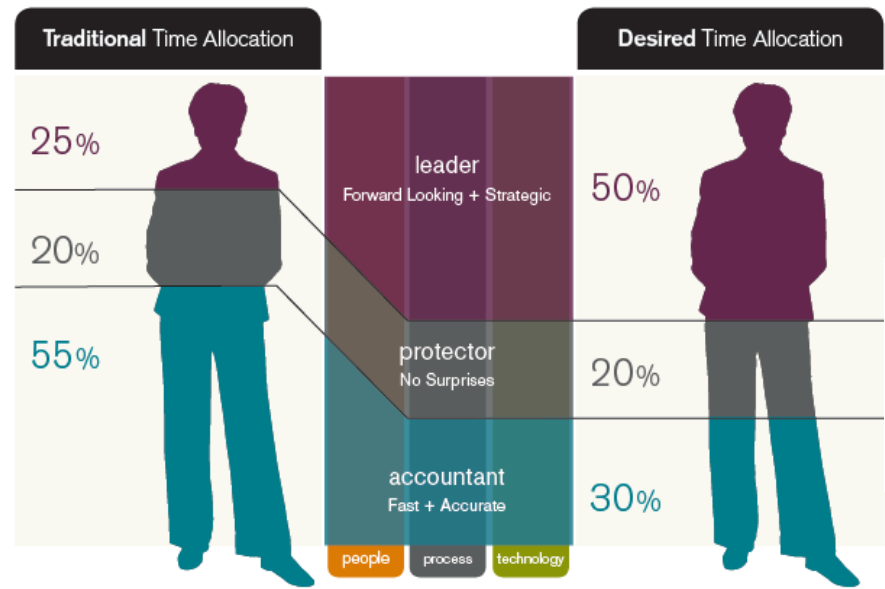 Traditional Time Allocation
Desired Time Allocation
25%
20%
55%
leader
Forward Looking + Strategic
protector
No Surprises
accountant
Fast + Accurate
people
process
technology
50%
20%
30%